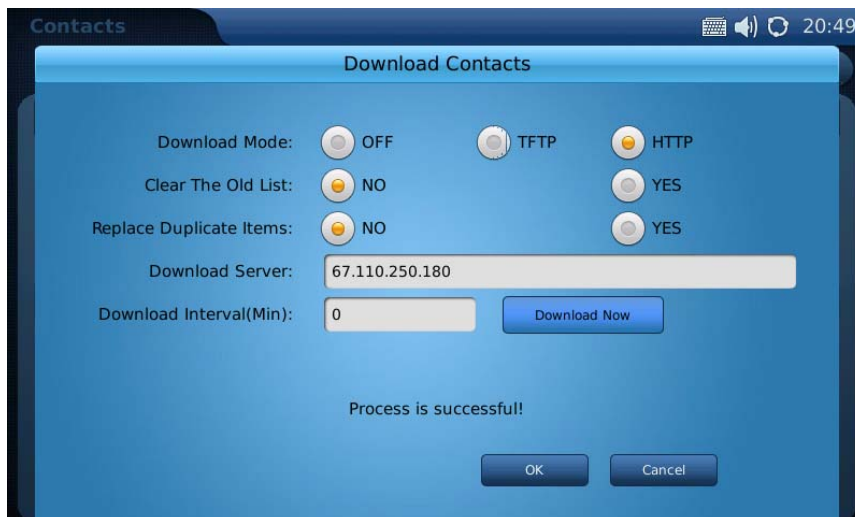 Contacts 20:49
Download Contacts
Download Mode: OFF TFTP HTTP
Clear The Old List: NO YES
Replace Duplicate Items: NO YES
Download Server: 67.110.250.180
Download Interval(Min): 0 Download Now
Process is successful!
OK Cancel